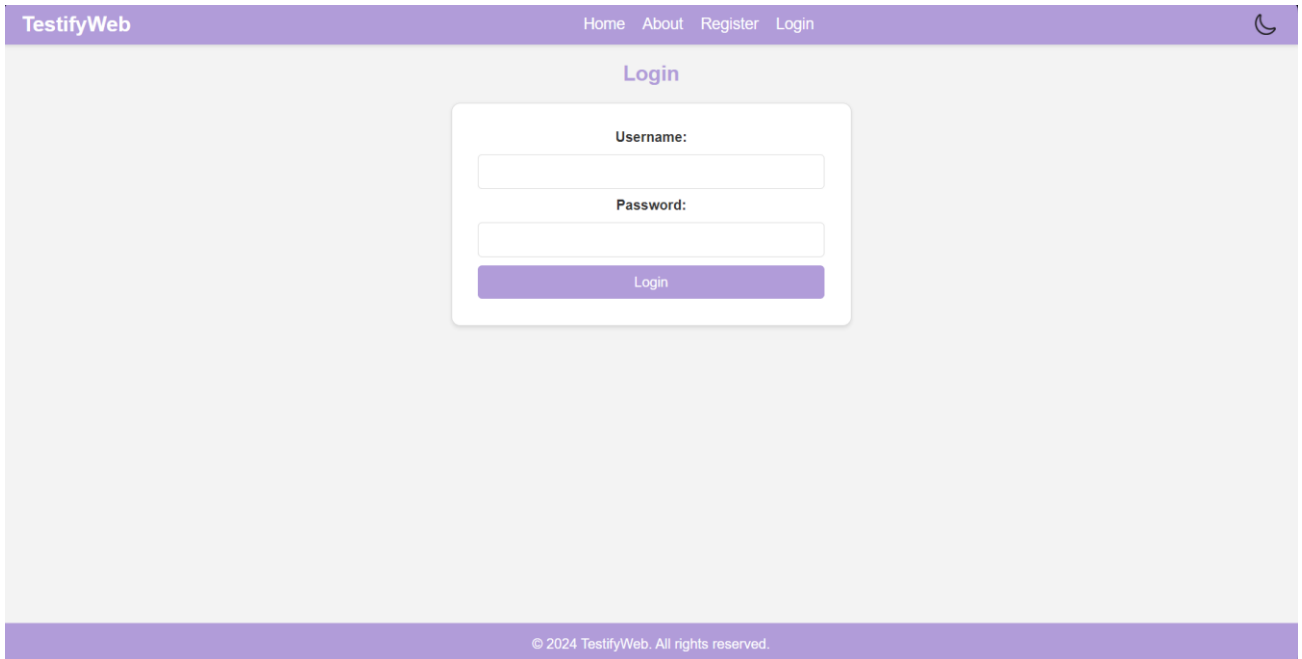 TestifyWeb
Home About Register Login
Login
Username:
Password:
Login
© 2024 TestifyWeb. All rights reserved.